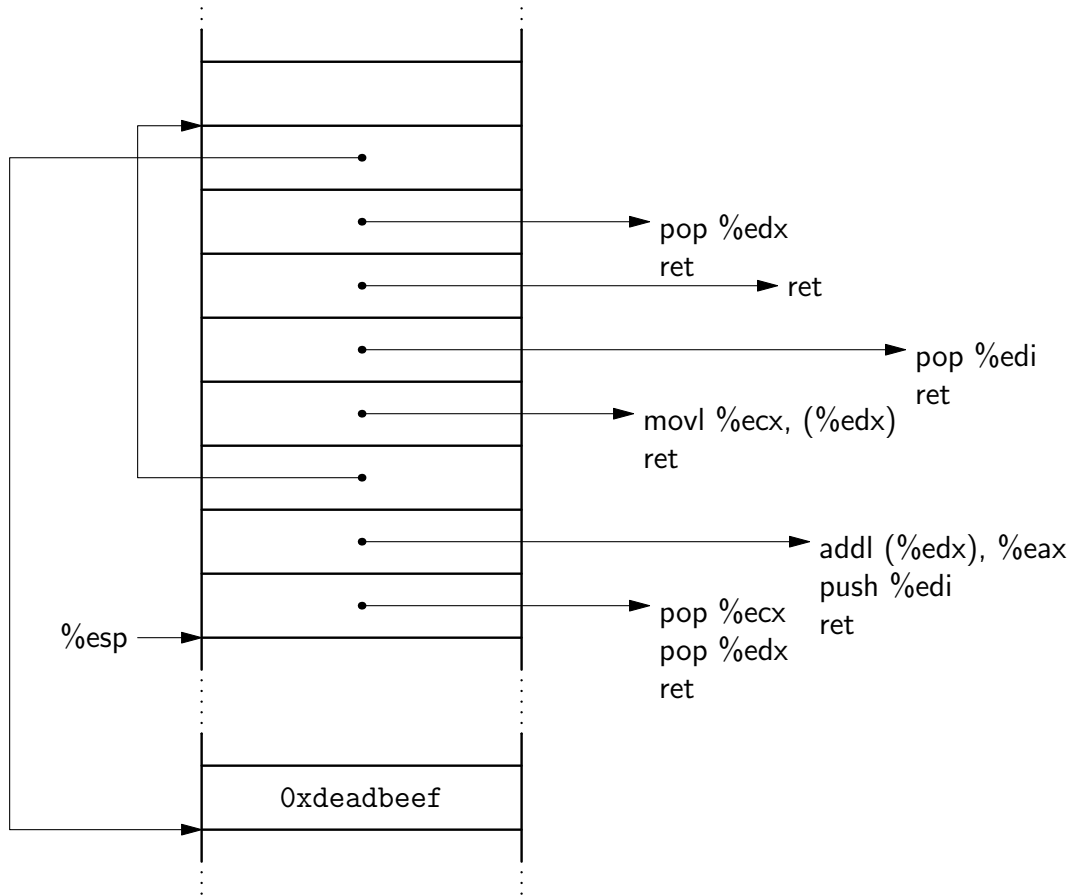 pop %edx
ret
ret
pop %edi
ret
movl %ecx, (%edx)
ret
addl (%edx), %eax
push %edi
ret
pop %ecx
pop %edx
ret
%esp
0xdeadbeef